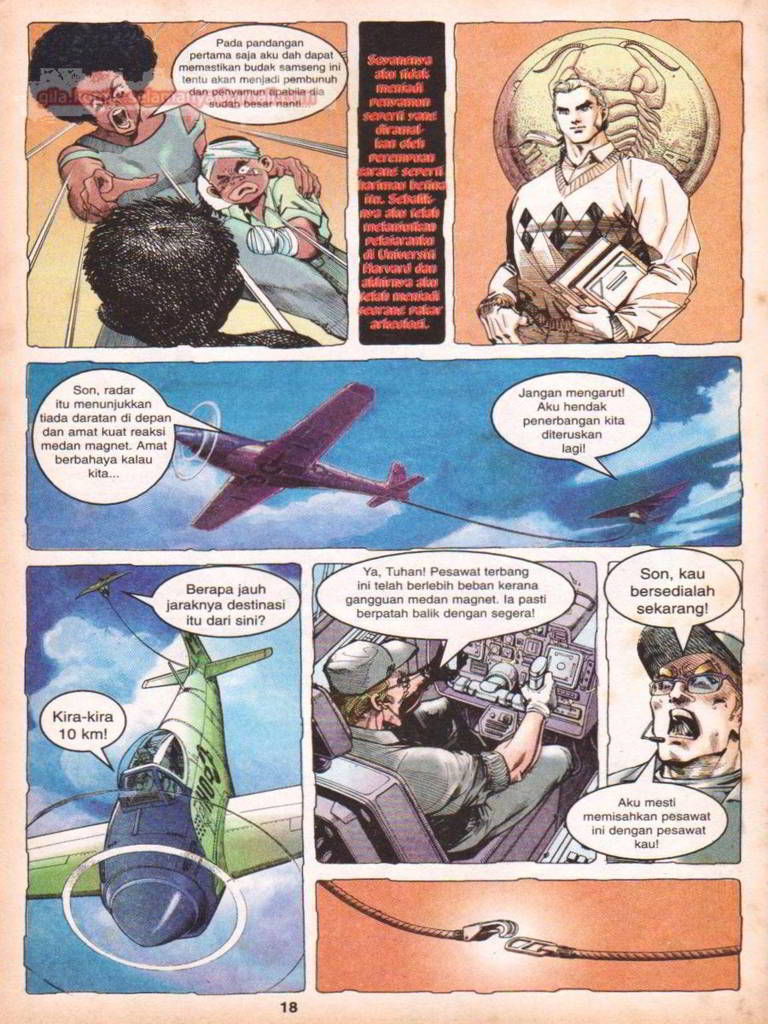 Pada pandangan
pertama saja aku dah dapat
memastikan budak samseng ini
tentu akan menjadi pembunuh
dan penyamun apabila dia
sudah besar nanti!
aku tidak
menjadi
penyamun
seperti yang
diramal-
kan oleh
perempuan
garang seperti
harimau betina
itu. Sebalik-
nya aku telah
melanjutkan
pelajaranku
di Universiti
Harvard dan
akhirnya aku
telah menjadi
seorang pakar
arkeologi.
Son, radar
itu menunjukkan
tiada daratan di depan
dan amat kuat reaksi
medan magnet. Amat
berbahaya kalau
kita...
Jangan mengarut!
Aku hendak
penerbangan kita
diteruskan
lagi!
Berapa jauh
jaraknya destinasi
itu dari sini?
Kira-kira
10 km!
Ya, Tuhan! Pesawat terbang
ini telah berlebih beban kerana
gangguan medan magnet. Ia pasti
berpatah balik dengan segera!
Son, kau
bersedialah
sekarang!
Aku mesti
memisahkan pesawat
ini dengan pesawat
kau!
18